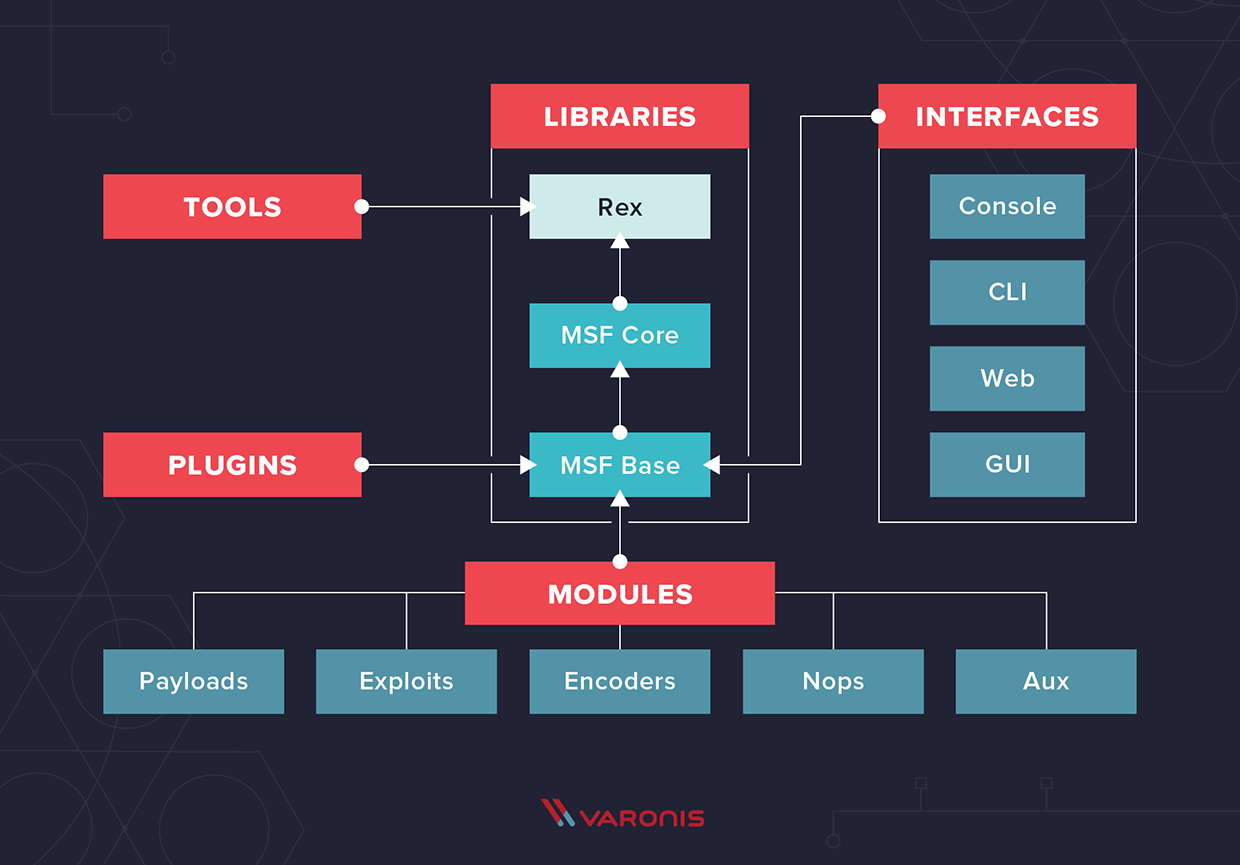 LIBRARIES
INTERFACES
TOOLS
Rex
Console
CLI
MSF Core
Web
PLUGINS
MSF Base
GUI
MODULES
Payloads
Exploits
Encoders
Nops
Aux
VARONIS